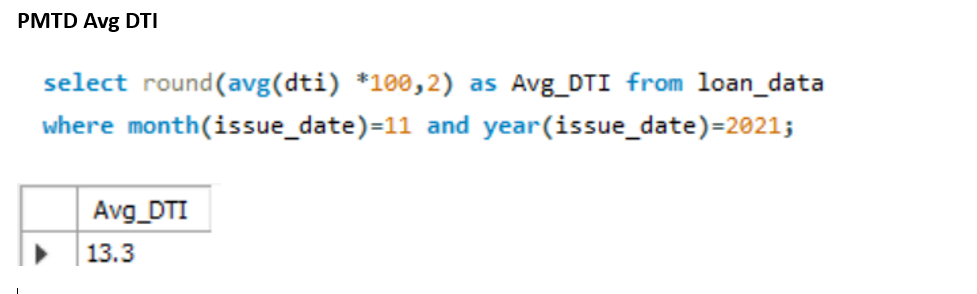 PMTD Avg DTI
select round(avg(dti) *100,2) as Avg_DTI from loan_data
where month(issue_date)=11 and year(issue_date)=2021;
Avg_DTI
13.3